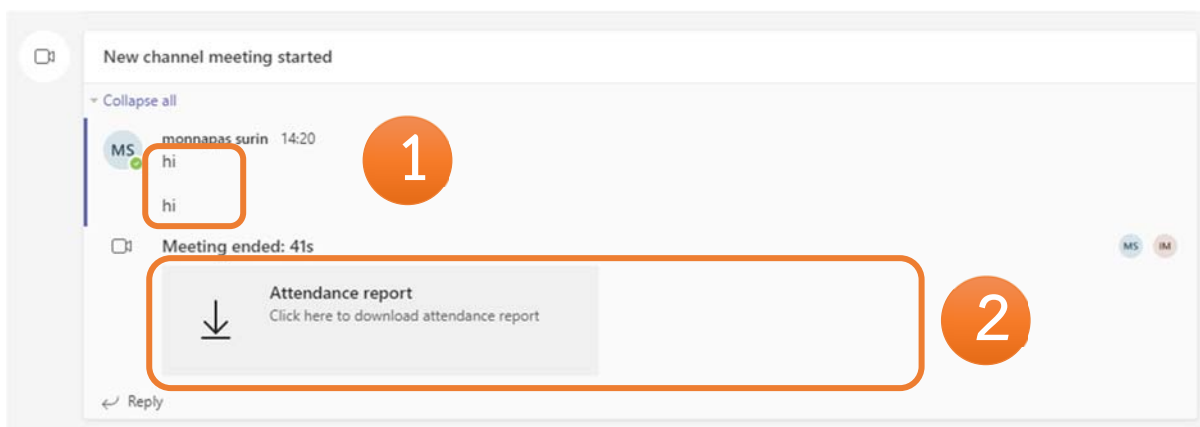 New channel meeting started
Collapse all
MS
monnapas surin 14:20
hi
hi
1
Meeting ended: 41s
MS IM
Attendance report
Click here to download attendance report
2
Reply